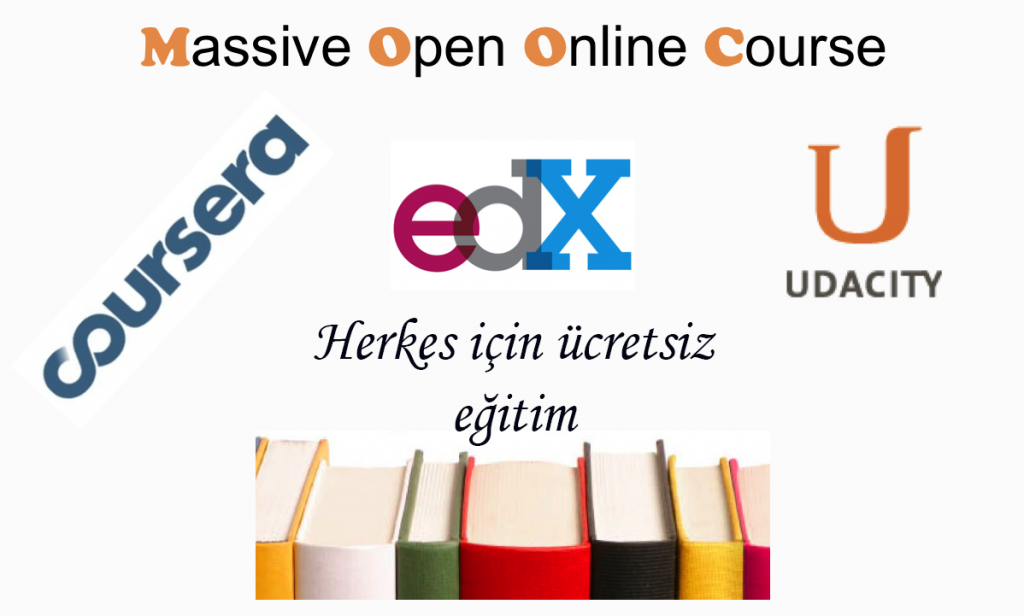 Massive Open Online Course
coursera
edX
UDACITY
Herkes için ücretsiz
eğitim